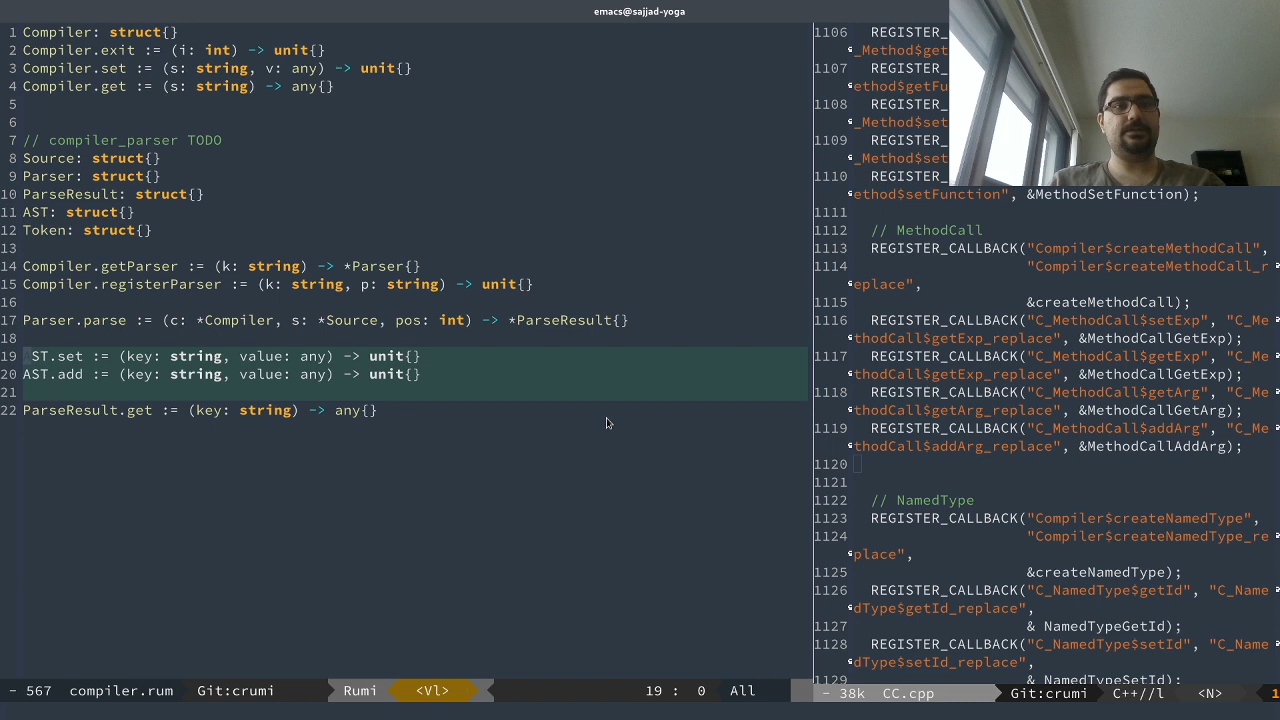 emacs@sajjad-yoga
1 Compiler: struct{}
2 Compiler.exit := (i: int) -> unit{}
3 Compiler.set := (s: string, v: any) -> unit{}
4 Compiler.get := (s: string) -> any{}
5
6
7 // compiler_parser TODO
8 Source: struct{}
9 Parser: struct{}
10 ParseResult: struct{}
11 AST: struct{}
12 Token: struct{}
13
14 Compiler.getParser := (k: string) -> *Parser{}
15 Compiler.registerParser := (k: string, p: string) -> unit{}
16
17 Parser.parse := (c: *Compiler, s: *Source, pos: int) -> *ParseResult{}
18
19 ST.set := (key: string, value: any) -> unit{}
20 AST.add := (key: string, value: any) -> unit{}
21
22 ParseResult.get := (key: string) -> any{}
- 567 compiler.rum Git:crumi Rumi <Vl> 19 : 0 All
1106 REGISTER_
_Method$get
1107 REGISTER_
ethod$getFu
1108 REGISTER_
_Method$set
1109 REGISTER_
_Method$set
1110 REGISTER_
ethod$setFunction", &MethodSetFunction);
1111
1112 // MethodCall
1113 REGISTER_CALLBACK("Compiler$createMethodCall",
1114 "Compiler$createMethodCall_r
eplace",
1115 &createMethodCall);
1116 REGISTER_CALLBACK("C_MethodCall$setExp", "C_Me
thodCall$getExp_replace", &MethodCallGetExp);
1117 REGISTER_CALLBACK("C_MethodCall$getExp", "C_Me
thodCall$getExp_replace", &MethodCallGetExp);
1118 REGISTER_CALLBACK("C_MethodCall$getArg", "C_Me
thodCall$getArg_replace", &MethodCallGetArg);
1119 REGISTER_CALLBACK("C_MethodCall$addArg", "C_Me
thodCall$addArg_replace", &MethodCallAddArg);
1120
1121
1122 // NamedType
1123 REGISTER_CALLBACK("Compiler$createNamedType",
1124 "Compiler$createNamedType_re
place",
1125 &createNamedType);
1126 REGISTER_CALLBACK("C_NamedType$getId", "C_Name
dType$getId_replace",
1127 & NamedTypeGetId);
1128 REGISTER_CALLBACK("C_NamedType$setId", "C_Name
dType$setId_replace",
1129 & NamedTypeSetId);
- 38k CC.cpp Git:crumi C++//l <N> 1